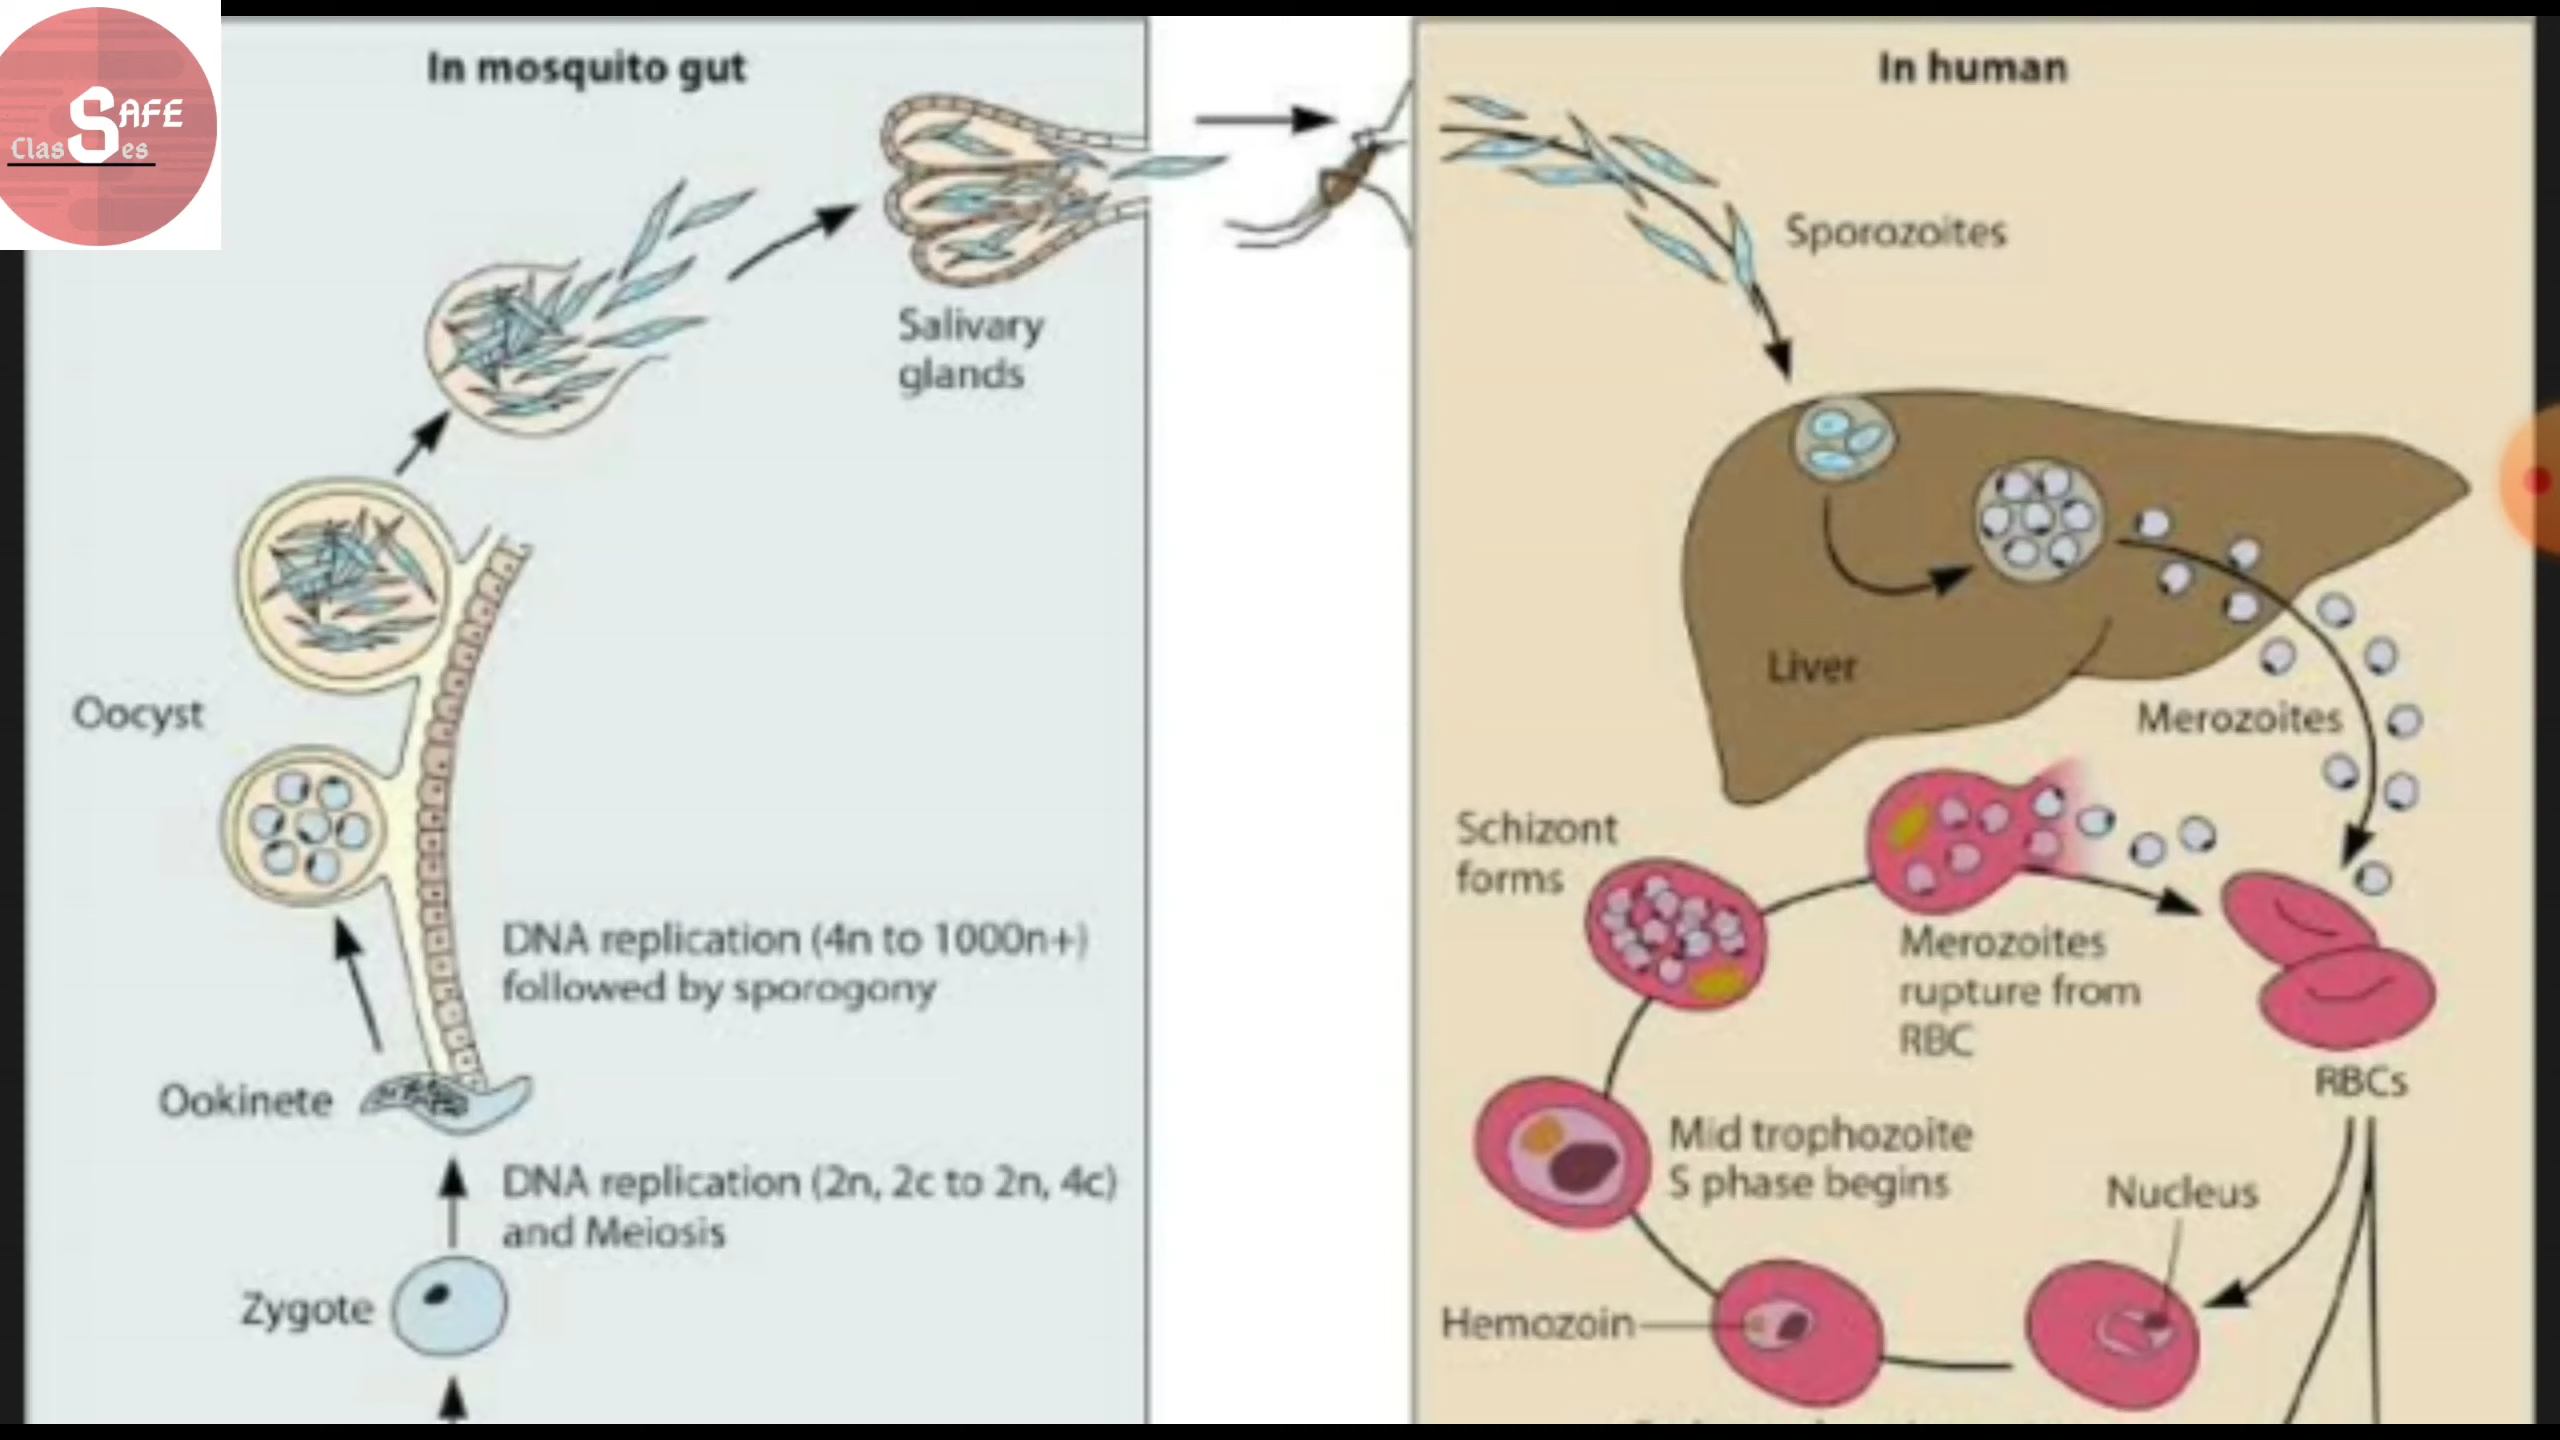 SAFE
Classes
In mosquito gut
Salivary
glands
Oocyst
DNA replication (4n to 1000n+)
followed by sporogony
Ookinete
DNA replication (2n, 2c to 2n, 4c)
and Meiosis
Zygote
In human
Sporozoites
Liver
Merozoites
Schizont
forms
Merozoites
rupture from
RBC
RBCs
Mid trophozoite
S phase begins
Nucleus
Hemozoin